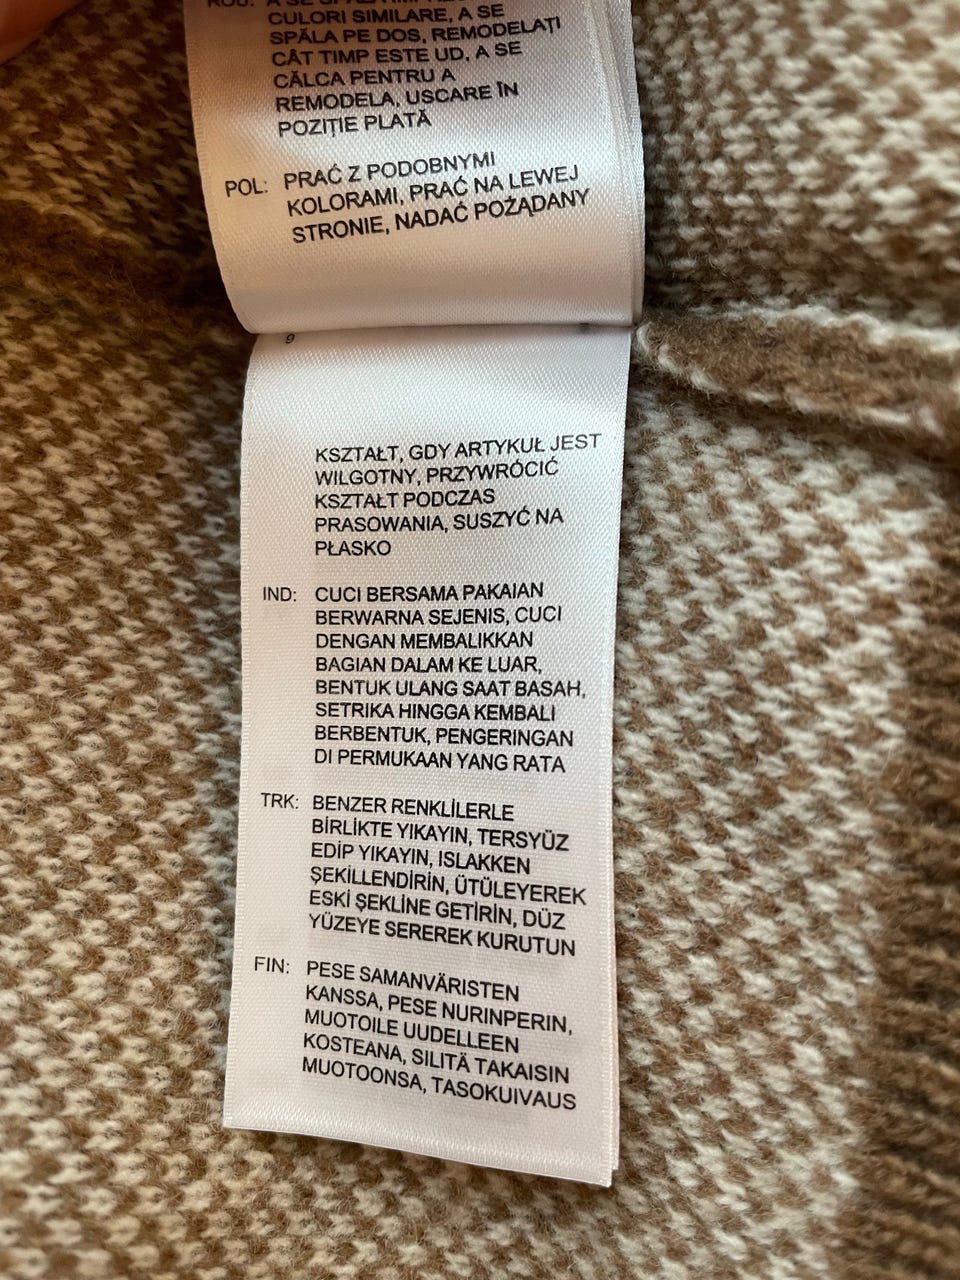 ROU: A SE SPĂLA
CULORI SIMILARE, A SE
SPĂLA PE DOS, REMODELAȚI
CÂT TIMP ESTE UD, A SE
CĂLCA PENTRU A
REMODELA, USCARE ÎN
POZIȚIE PLATĂ
POL: PRAĆ Z PODOBNYMI
KOLORAMI, PRAĆ NA LEWEJ
STRONIE, NADAĆ POŻĄDANY
9
KSZTAŁT, GDY ARTYKUŁ JEST
WILGOTNY, PRZYWRÓCIĆ
KSZTAŁT PODCZAS
PRASOWANIA, SUSZYĆ NA
PŁASKO
IND: CUCI BERSAMA PAKAIAN
BERWARNA SEJENIS, CUCI
DENGAN MEMBALIKKAN
BAGIAN DALAM KE LUAR,
BENTUK ULANG SAAT BASAH,
SETRIKA HINGGA KEMBALI
BERBENTUK, PENGERINGAN
DI PERMUKAAN YANG RATA
TRK: BENZER RENKLİLERLE
BİRLİKTE YIKAYIN, TERSYÜZ
EDİP YIKAYIN, ISLAKKEN
ŞEKİLLENDİRİN, ÜTÜLEYEREK
ESKİ ŞEKLİNE GETİRİN, DÜZ
YÜZEYE SEREREK KURUTUN
FIN: PESE SAMANVÄRISTEN
KANSSA, PESE NURINPERIN,
MUOTOILE UUDELLEEN
KOSTEANA, SILITÄ TAKAISIN
MUOTOONSA, TASOKUIVAUS